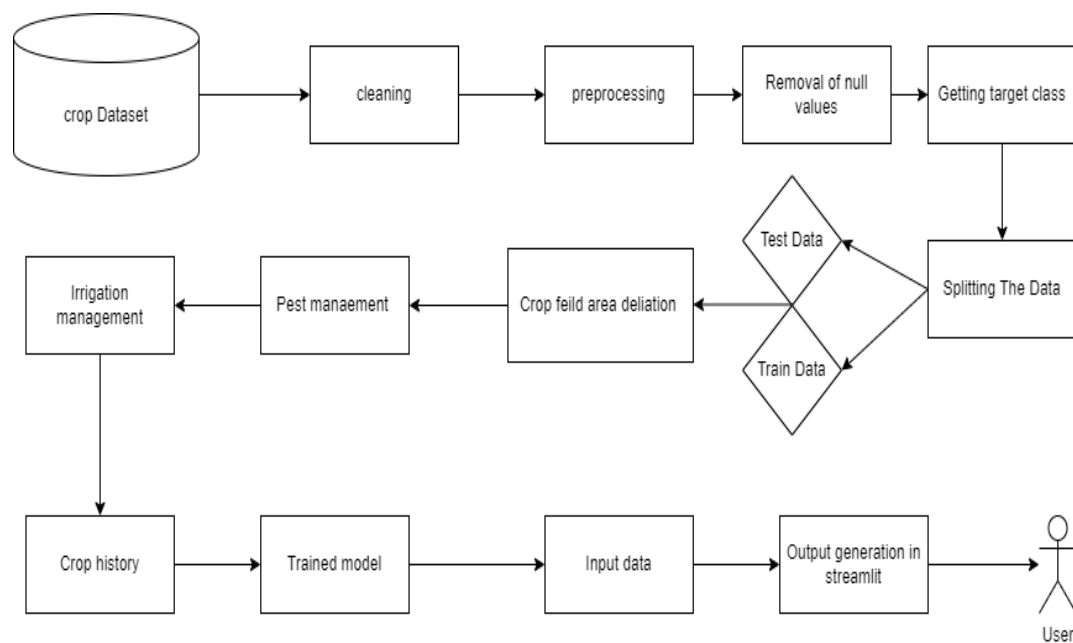 crop Dataset
cleaning
preprocessing
Removal of null
values
Getting target class
Splitting The Data
Test Data
Train Data
Crop feild area deliation
Pest manaement
Irrigation
management
Crop history
Trained model
Input data
Output generation in
streamlit
User